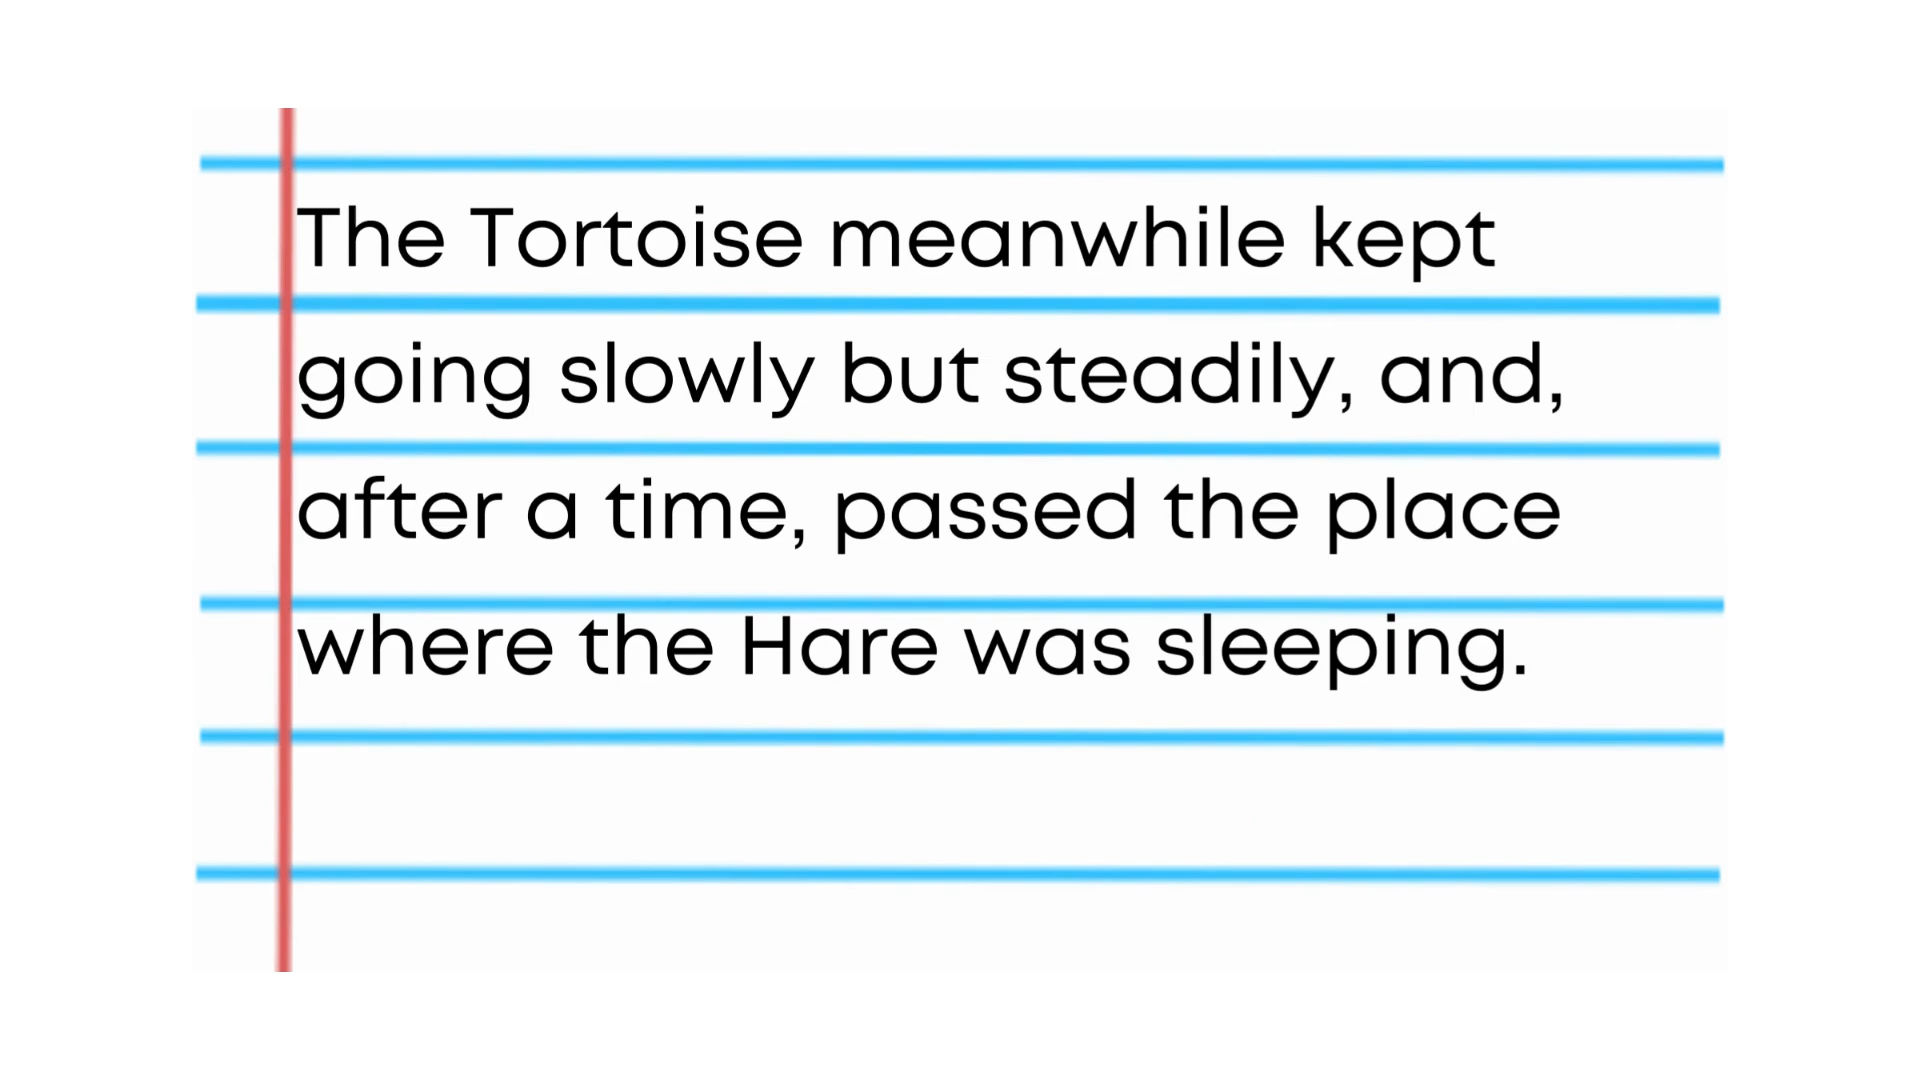 The Tortoise meanwhile kept
going slowly but steadily, and,
after a time, passed the place
where the Hare was sleeping.